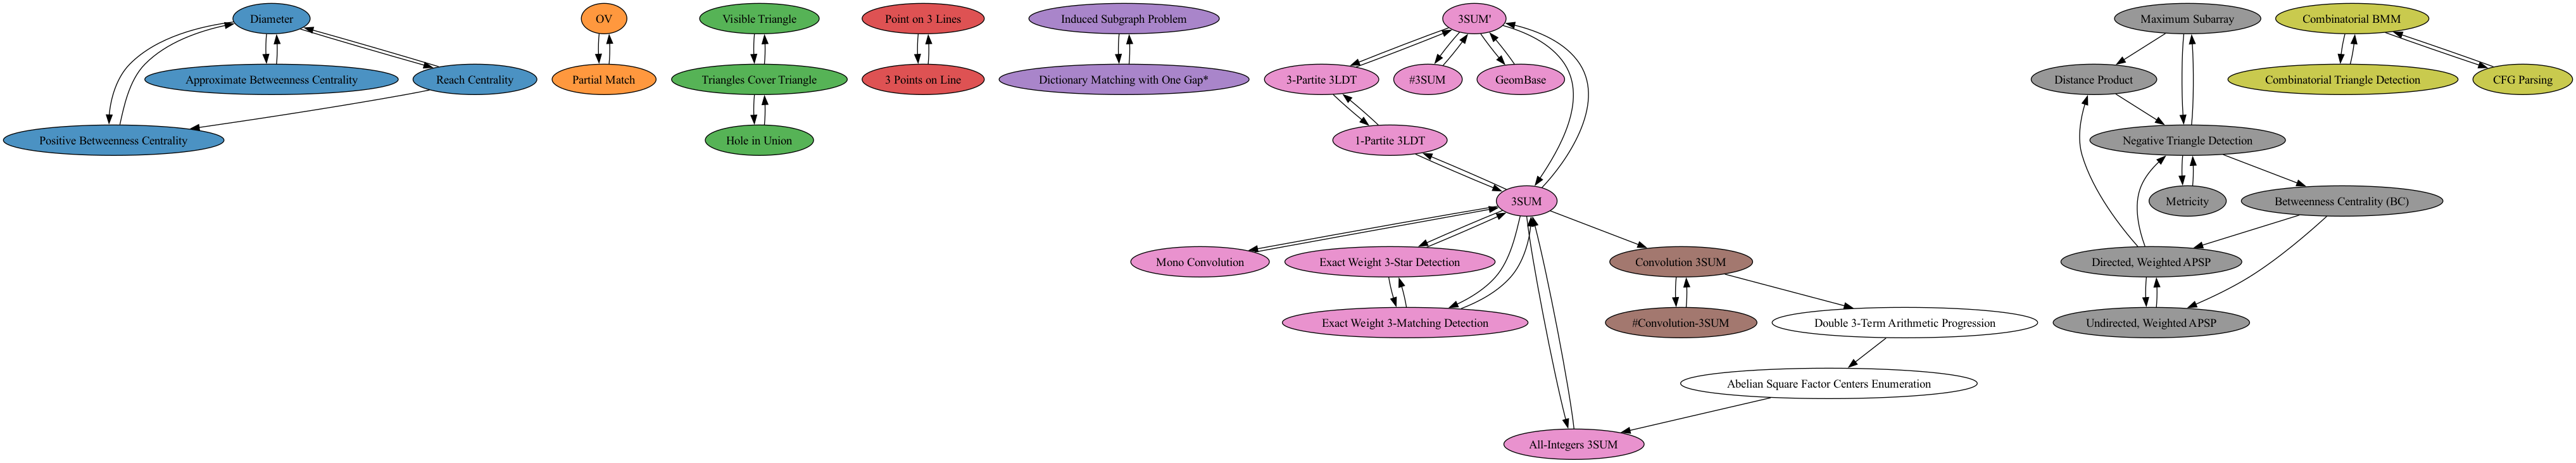 Diameter
OV
Visible Triangle
Point on 3 Lines
Induced Subgraph Problem
3SUM'
Maximum Subarray
Combinatorial BMM
Approximate Betweenness Centrality
Reach Centrality
Partial Match
Triangles Cover Triangle
3 Points on Line
Dictionary Matching with One Gap*
3-Partite 3LDT
#3SUM
GeomBase
Distance Product
Combinatorial Triangle Detection
CFG Parsing
Positive Betweenness Centrality
Hole in Union
1-Partite 3LDT
Negative Triangle Detection
3SUM
Metricity
Betweenness Centrality (BC)
Mono Convolution
Exact Weight 3-Star Detection
Convolution 3SUM
Directed, Weighted APSP
Exact Weight 3-Matching Detection
#Convolution-3SUM
Double 3-Term Arithmetic Progression
Undirected, Weighted APSP
Abelian Square Factor Centers Enumeration
All-Integers 3SUM